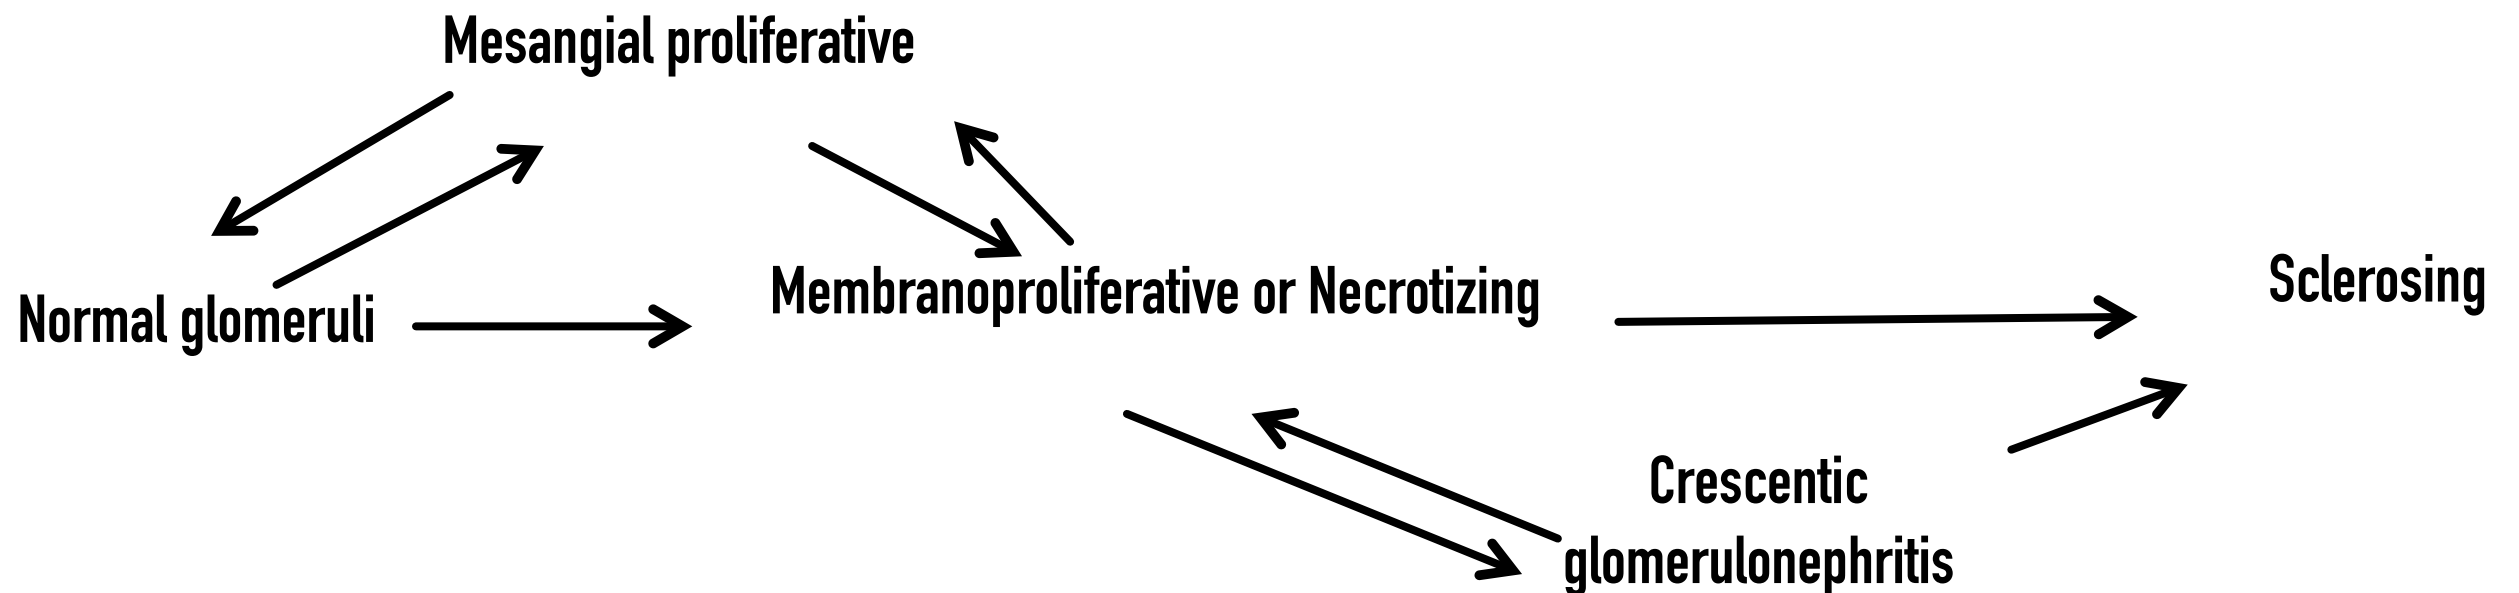 Mesangial proliferative
Normal glomeruli
Membranoproliferative or Necrotizing
Sclerosing
Crescentic
glomerulonephritis